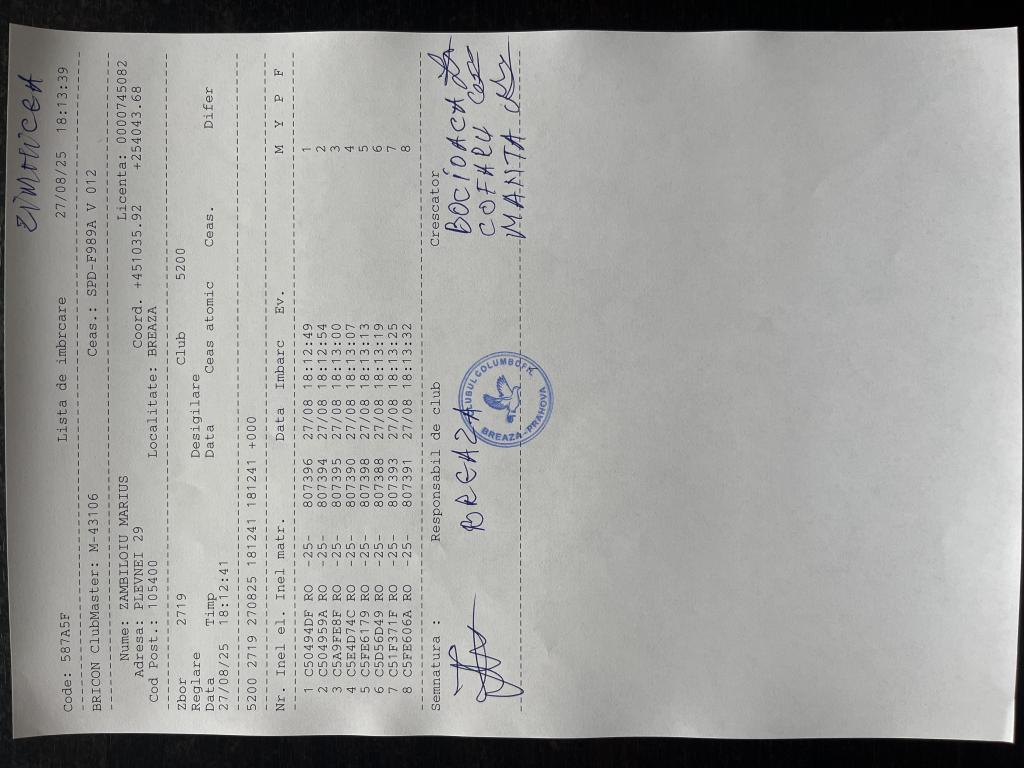 ZIMNICEA
Code: 587A5F Lista de imbrcare 27/08/25 18:13:39
BRICON ClubMaster: M-43106 Ceas.: SPD-F989A V 012
Nume: ZAMBILOIU MARIUS Licenta: 0000745082
Adresa: PLEVNEI 29 Coord. +451035.92 +254043.68
Cod Post.: 105400 Localitate: BREAZA
Zbor 2719 Club 5200
Reglare Desigilare
Data Timp Data Ceas atomic Ceas. Difer
27/08/25 18:12:41
5200 2719 270825 181241 181241 +000
Nr. Inel el. Inel matr. Data Imbarc Ev. M Y P F
1 C50494DF RO -25- 807396 27/08 18:12:49 1
2 C504959A RO -25- 807394 27/08 18:12:54 2
3 C5A9FE8F RO -25- 807395 27/08 18:13:00 3
4 C5E4D74C RO -25- 807390 27/08 18:13:07 4
5 C5FE6179 RO -25- 807398 27/08 18:13:13 5
6 C5D56D49 RO -25- 807388 27/08 18:13:19 6
7 C51F371F RO -25- 807393 27/08 18:13:25 7
8 C5FE606A RO -25- 807391 27/08 18:13:32 8
Semnatura : Responsabil de club Crescator
BREAZA
BOCIOACA
COFARU
MANTA
CLUBUL COLUMBOFIL
BREAZA-PRAHOVA